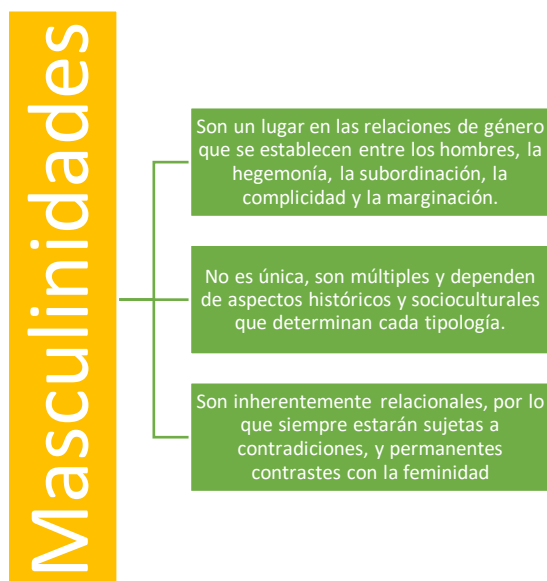 Masculinidades
Son un lugar en las relaciones de género
que se establecen entre los hombres, la
hegemonía, la subordinación, la
complicidad y la marginación.
No es única, son múltiples y dependen
de aspectos históricos y socioculturales
que determinan cada tipología.
Son inherentemente relacionales, por lo
que siempre estarán sujetas a
contradiciones, y permanentes
contrastes con la feminidad